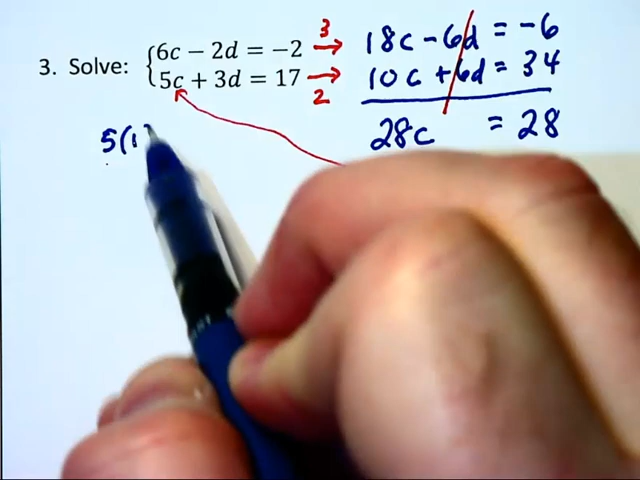 3. Solve: {6c − 2d = −2 3→ 18c − 6d = −6
5c + 3d = 17 →2 10c + 6d = 34
28c = 28
5(1